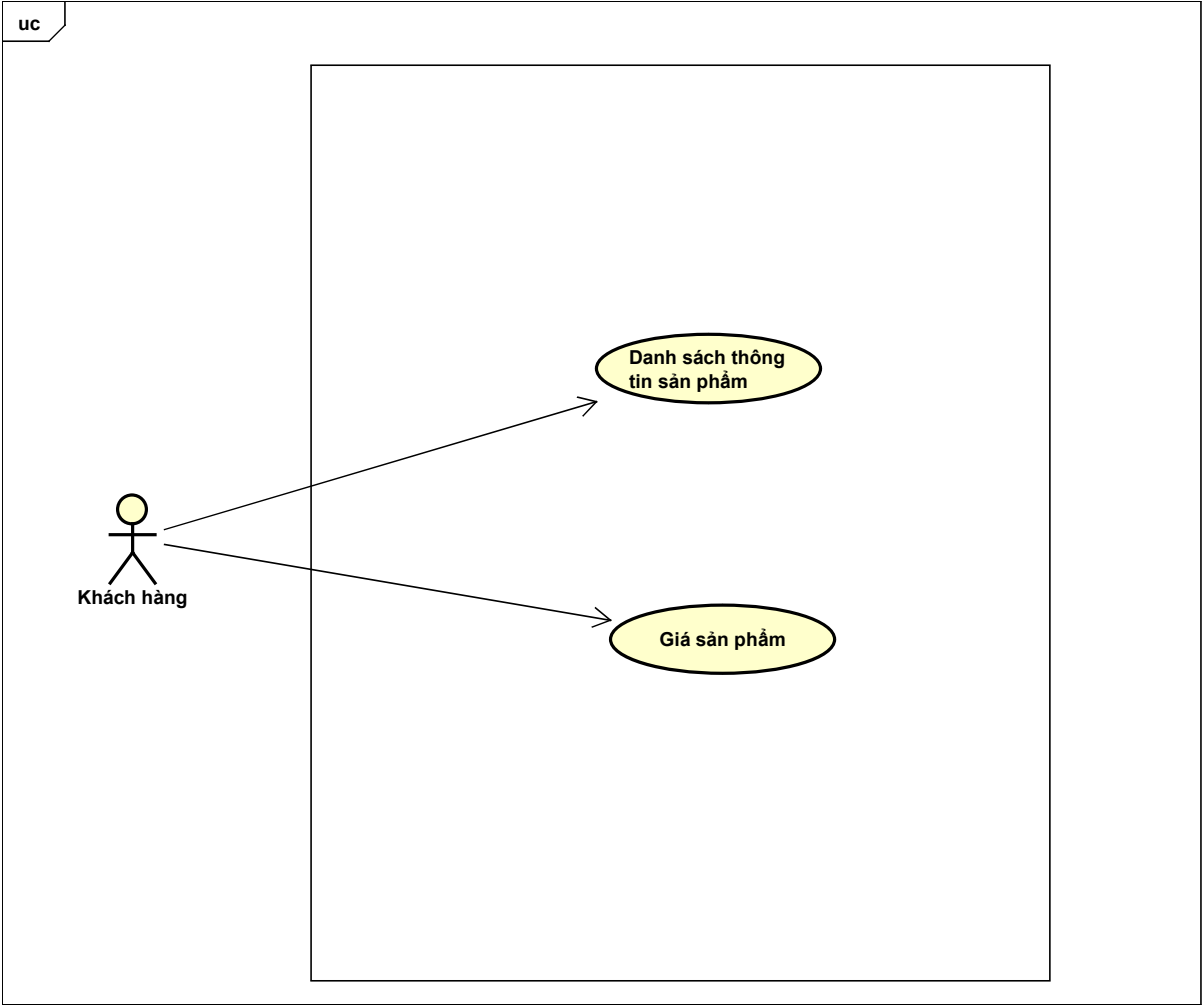 uc
Danh sách thông
tin sản phẩm
Khách hàng
Giá sản phẩm